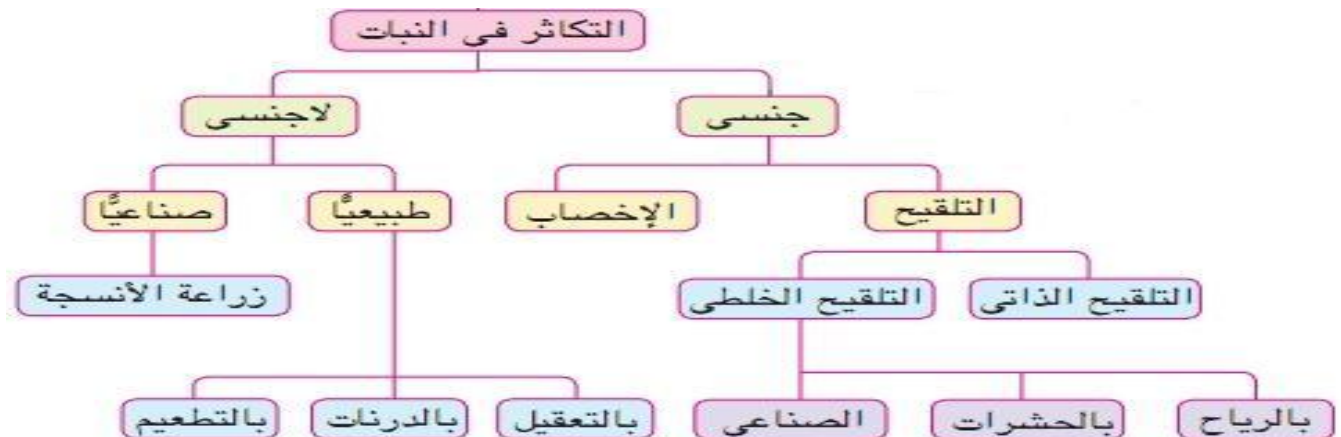 التكاثر فى النبات
جنسى
لاجنسى
التلقيح
الإخصاب
طبيعيًّا
صناعيًّا
التلقيح الذاتى
التلقيح الخلطى
زراعة الأنسجة
بالرياح
بالحشرات
الصناعى
بالتعقيل
بالدرنات
بالتطعيم